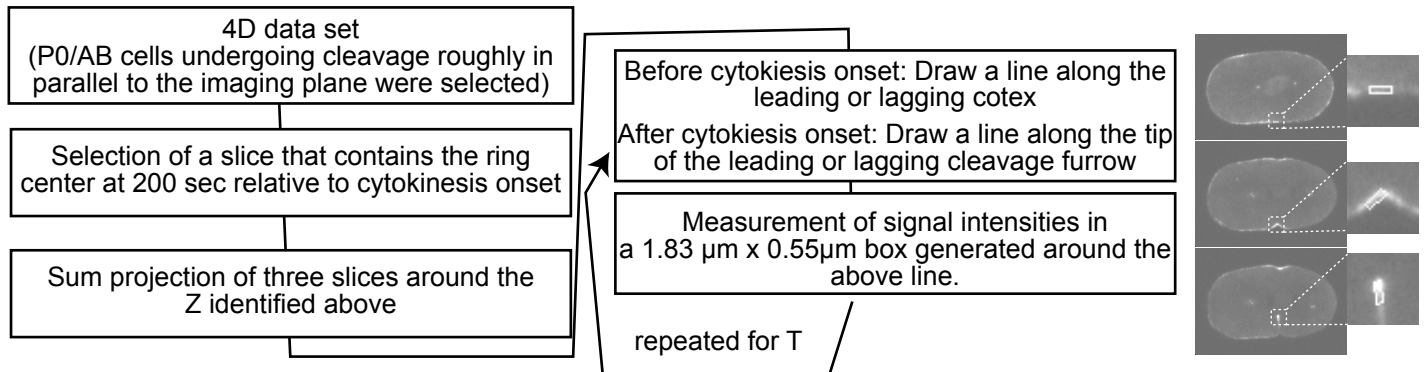 4D data set
(P0/AB cells undergoing cleavage roughly in
parallel to the imaging plane were selected)
Selection of a slice that contains the ring
center at 200 sec relative to cytokinesis onset
Sum projection of three slices around the
Z identified above
Before cytokiesis onset: Draw a line along the
leading or lagging cotex
After cytokiesis onset: Draw a line along the tip
of the leading or lagging cleavage furrow
Measurement of signal intensities in
a 1.83 µm x 0.55µm box generated around the
above line.
repeated for T